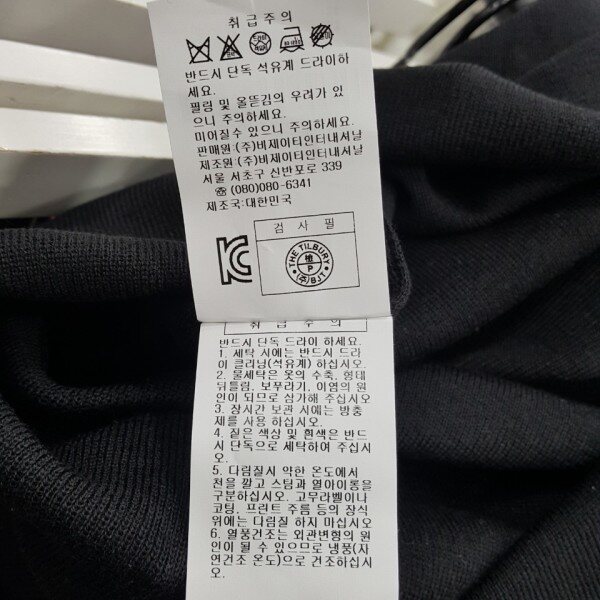 취급주의
드라이
반드시 단독 석유계 드라이하
세요.
필링 및 올뜯김의 우려가 있
으니 주의하세요.
미어질수 있으니 주의하세요.
판매원:(주)비제이티인터내셔날
제조원:(주)비제이티인터내셔날
서울 서초구 신반포로 339
☏ (080)080-6341
제조국:대한민국
검사필
THE TILBURY
P
(주)BJT
취급주의
반드시 단독 드라이 하세요.
1. 세탁 시에는 반드시 드라
이 클리닝(석유계) 하십시오.
2. 물세탁은 옷의 수축, 형태
뒤틀림, 보푸라기, 이염의 원
인이 되므로 삼가해 주십시오
3. 장시간 보관 시에는 방충
제를 사용 하십시오.
4. 짙은 색상 및 흰색은 반드
시 단독으로 세탁하여 주십시
오.
5. 다림질시 약한 온도에서
천을 깔고 스팀과 열아이롱을
구분하십시오. 고무라벨이나
코팅, 프린트 주름 등의 장식
위에는 다림질 하지 마십시오
6. 열풍건조는 외관변형의 원
인이 될 수 있으므로 냉풍(자
연건조 온도)으로 건조하십시
오.